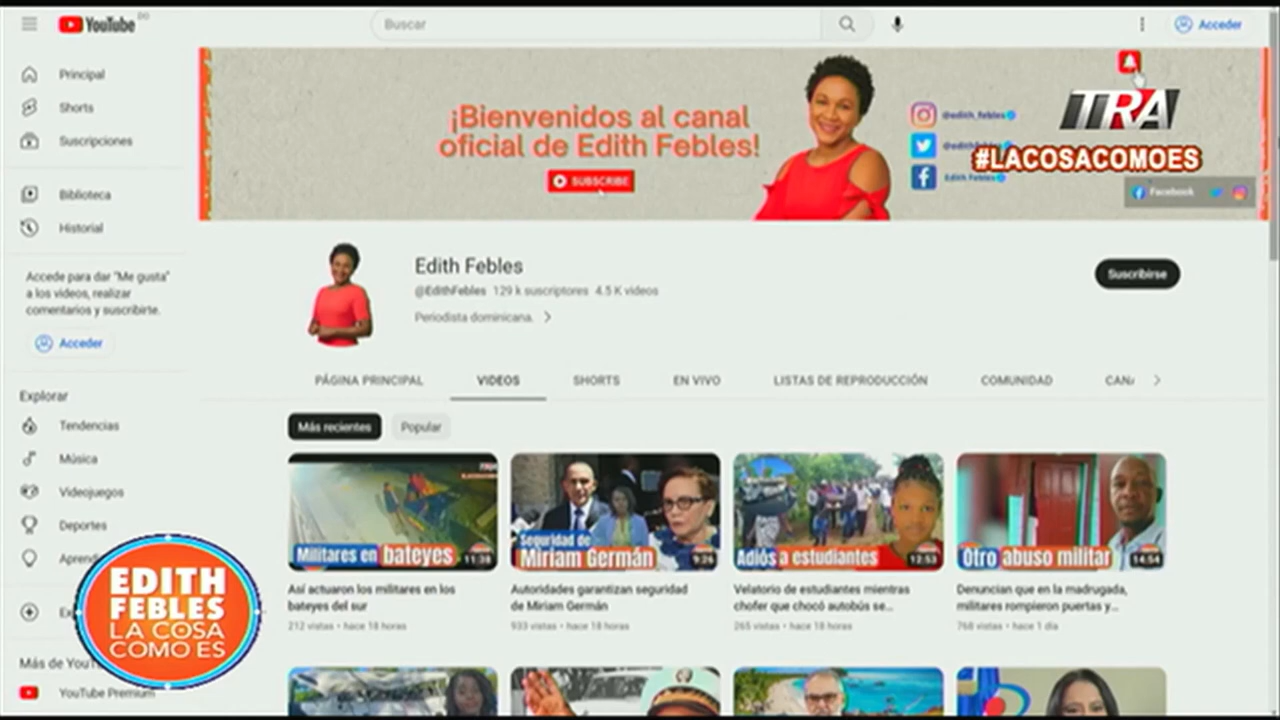 YouTube DO
Buscar
Acceder
Principal
Shorts
Suscripciones
Biblioteca
Historial
Accede para dar "Me gusta"
a los videos, realizar
comentarios y suscribirte.
Acceder
Explorar
Tendencias
Música
Videojuegos
Deportes
Más de
YouTube Premium
¡Bienvenidos al canal
oficial de Edith Febles!
SUBSCRIBE
@edith_febles
Edith Febles
TRA
#LACOSACOMOES
Facebook
Edith Febles
@EdithFebles 129 k suscriptores 4.5 K videos
Periodista dominicana.
Suscribirse
PÁGINA PRINCIPAL VIDEOS SHORTS EN VIVO LISTAS DE REPRODUCCIÓN COMUNIDAD
Más recientes Popular
Militares en bateyes
11:38
Seguridad de
Miriam Germán
9:26
Adiós a estudiantes
12:53
Otro abuso militar
14:54
Así actuaron los militares en los
bateyes del sur
212 vistas • hace 18 horas
Autoridades garantizan seguridad
de Miriam Germán
933 vistas • hace 18 horas
Velatorio de estudiantes mientras
chofer que chocó autobús se...
265 vistas • hace 18 horas
Denuncian que en la madrugada,
militares rompieron puertas y...
768 vistas • hace 1 día
EDITH
FEBLES
LA COSA
COMO ES